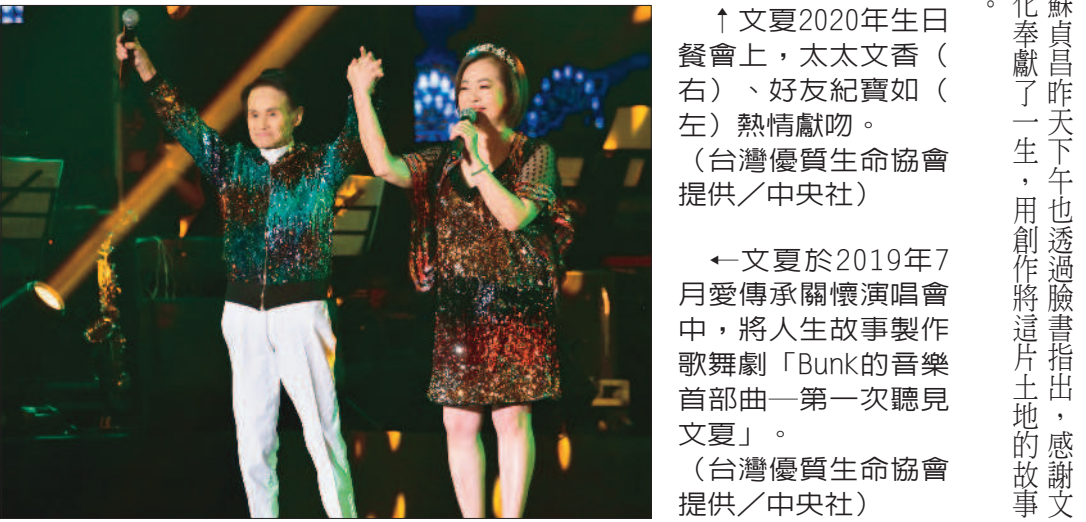 ↑文夏2020年生日
餐會上，太太文香（
右）、好友紀寶如（
左）熱情獻吻。
（台灣優質生命協會
提供／中央社）
←文夏於2019年7
月愛傳承關懷演唱會
中，將人生故事製作
歌舞劇「Bunk的音樂
首部曲─第一次聽見
文夏」。
（台灣優質生命協會
提供／中央社）
蘇貞昌昨天下午也透過臉書指出，感謝文
化奉獻了一生，用創作將這片土地的故事
。